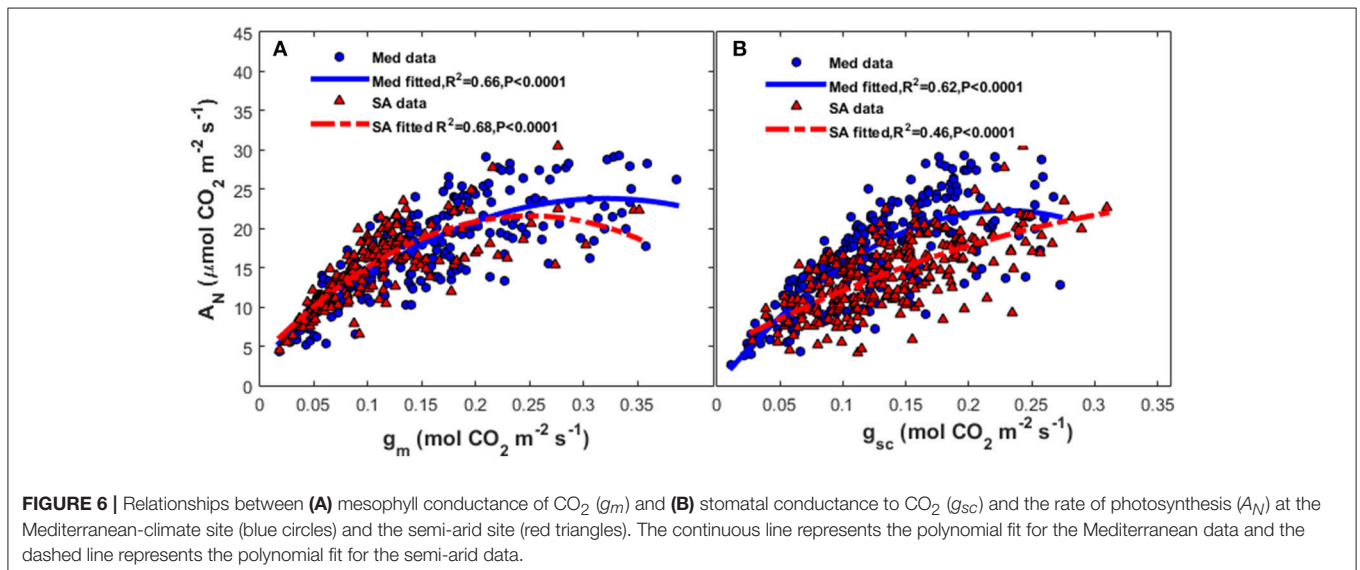 A
Med data
Med fitted,R²=0.66,P<0.0001
SA data
SA fitted R²=0.68,P<0.0001
B
Med data
Med fitted,R²=0.62,P<0.0001
SA data
SA fitted,R²=0.46,P<0.0001
A_N (μmol CO₂ m⁻² s⁻¹)
45
40
35
30
25
20
15
10
5
0
0 0.05 0.1 0.15 0.2 0.25 0.3 0.35
0 0.05 0.1 0.15 0.2 0.25 0.3 0.35
g_m (mol CO₂ m⁻² s⁻¹)
g_sc (mol CO₂ m⁻² s⁻¹)
FIGURE 6 | Relationships between (A) mesophyll conductance of CO₂ (g_m) and (B) stomatal conductance to CO₂ (g_sc) and the rate of photosynthesis (A_N) at the
Mediterranean-climate site (blue circles) and the semi-arid site (red triangles). The continuous line represents the polynomial fit for the Mediterranean data and the
dashed line represents the polynomial fit for the semi-arid data.